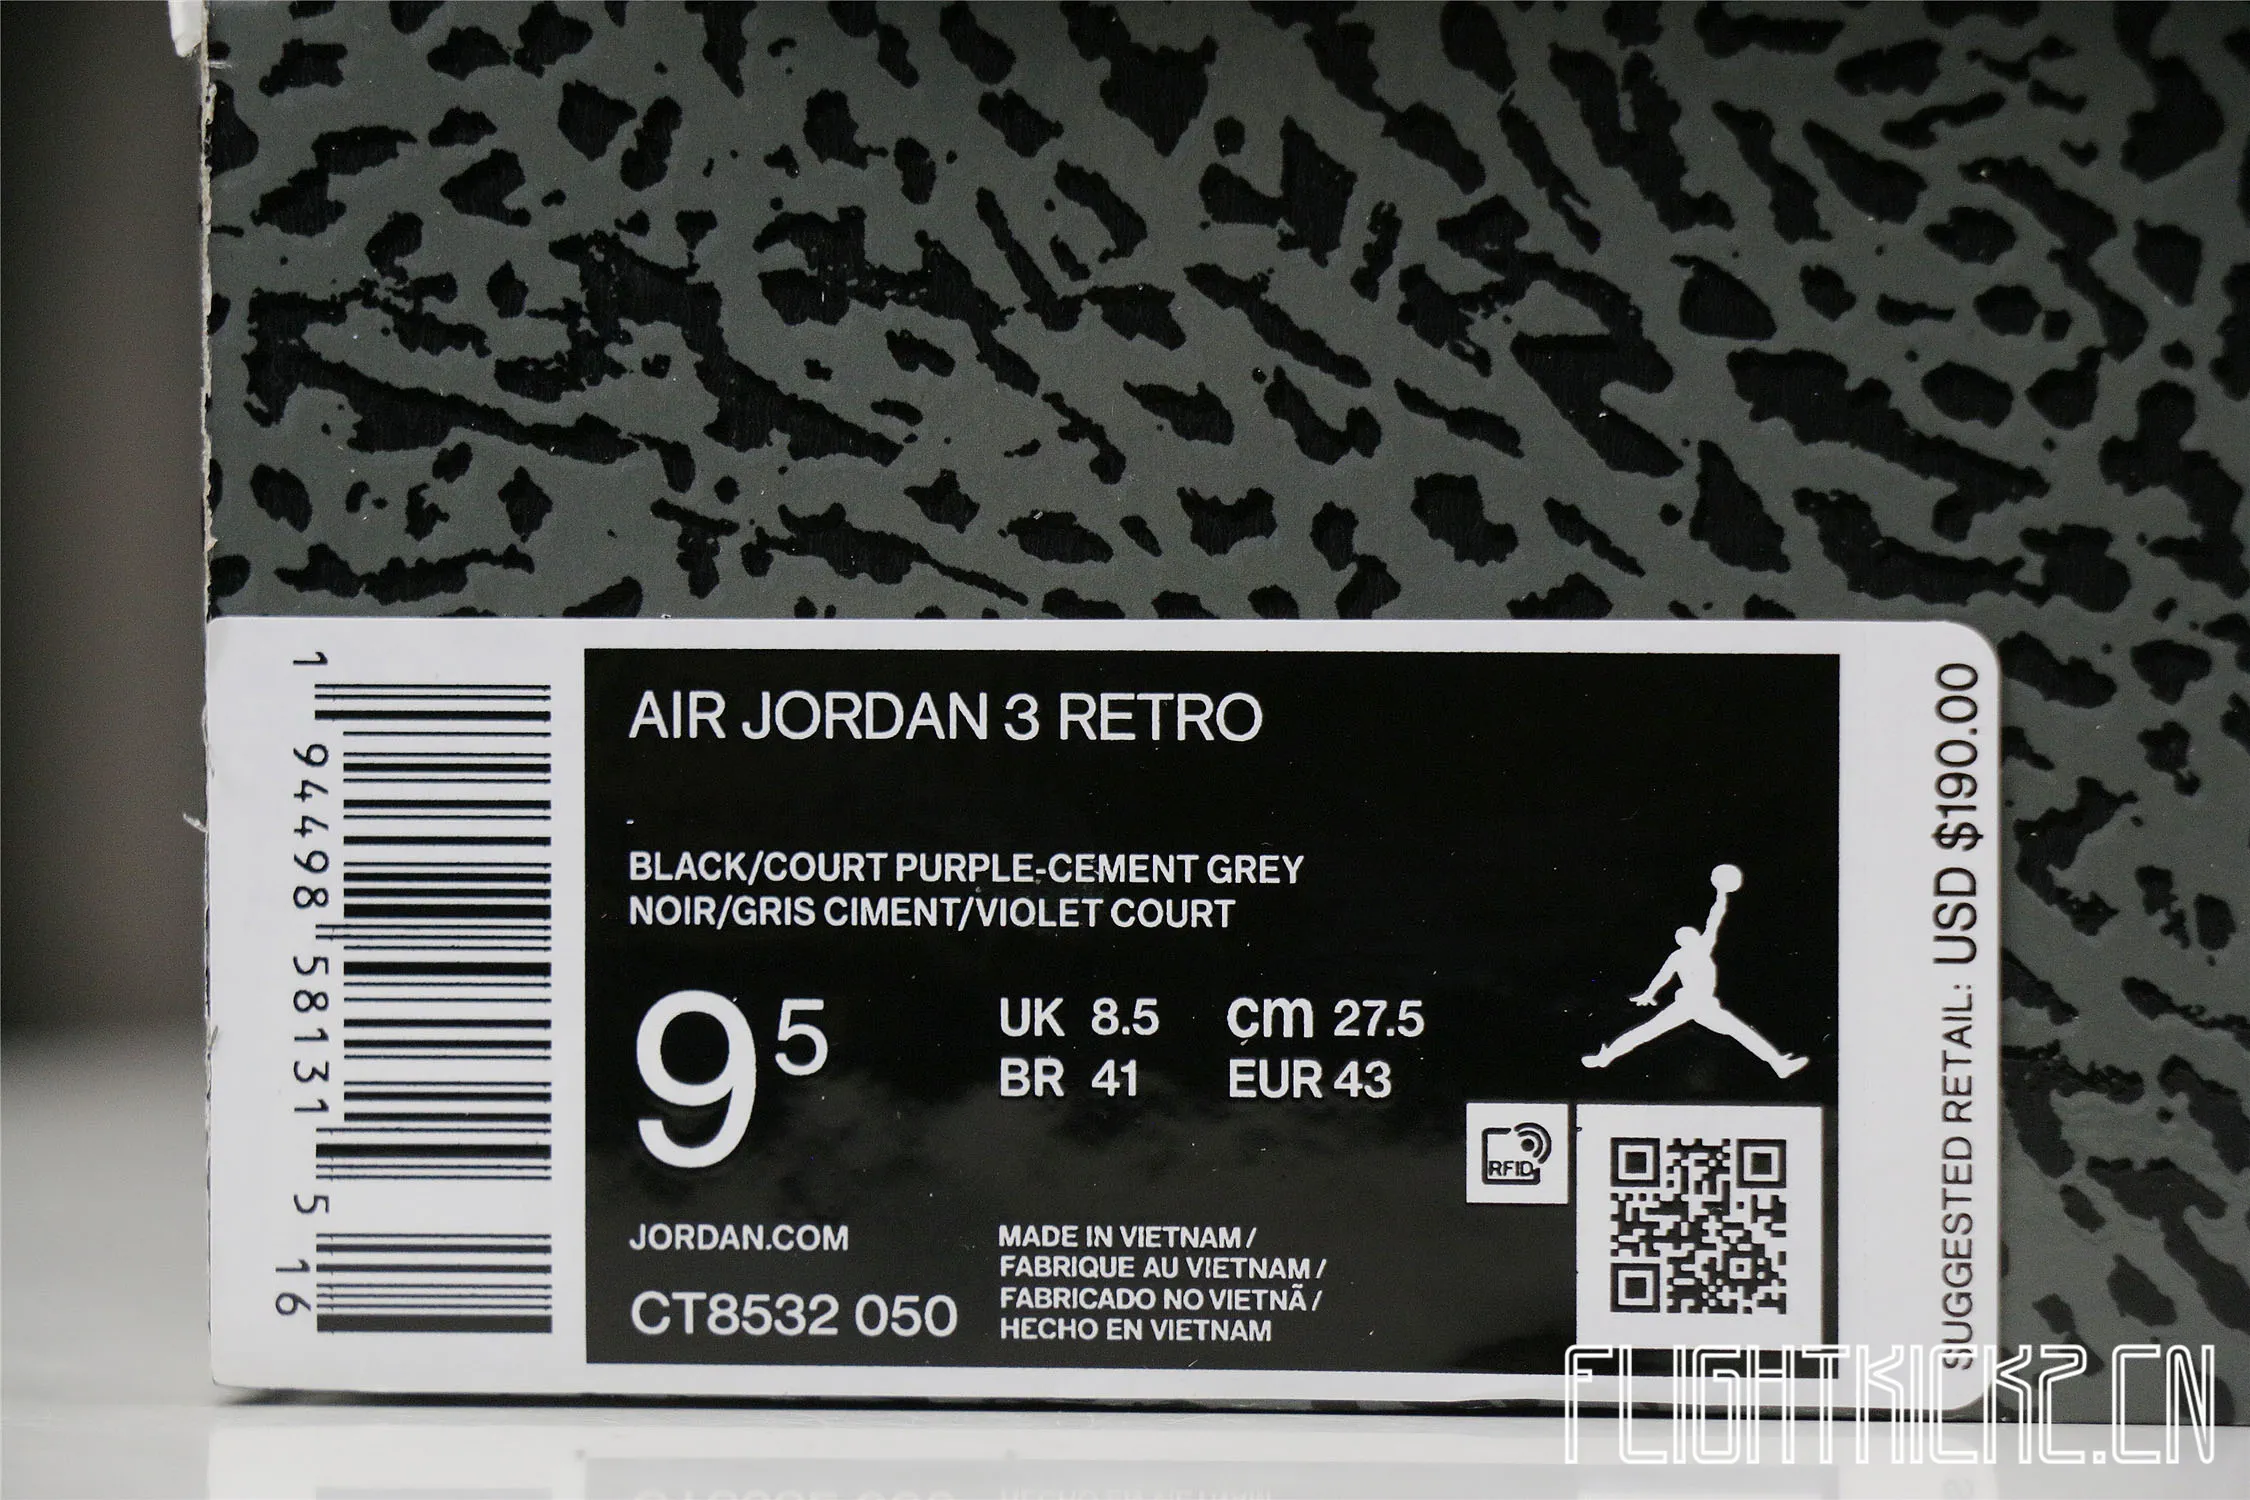 AIR JORDAN 3 RETRO
BLACK/COURT PURPLE-CEMENT GREY
NOIR/GRIS CIMENT/VIOLET COURT
9 5
UK 8.5 cm 27.5
BR 41 EUR 43
JORDAN.COM
CT8532 050
MADE IN VIETNAM /
FABRIQUE AU VIETNAM /
FABRICADO NO VIETNÃ /
HECHO EN VIETNAM
RFID
1 94498 58131 5
16
SUGGESTED RETAIL: USD $190.00
FLIGHTKICKZ.CN